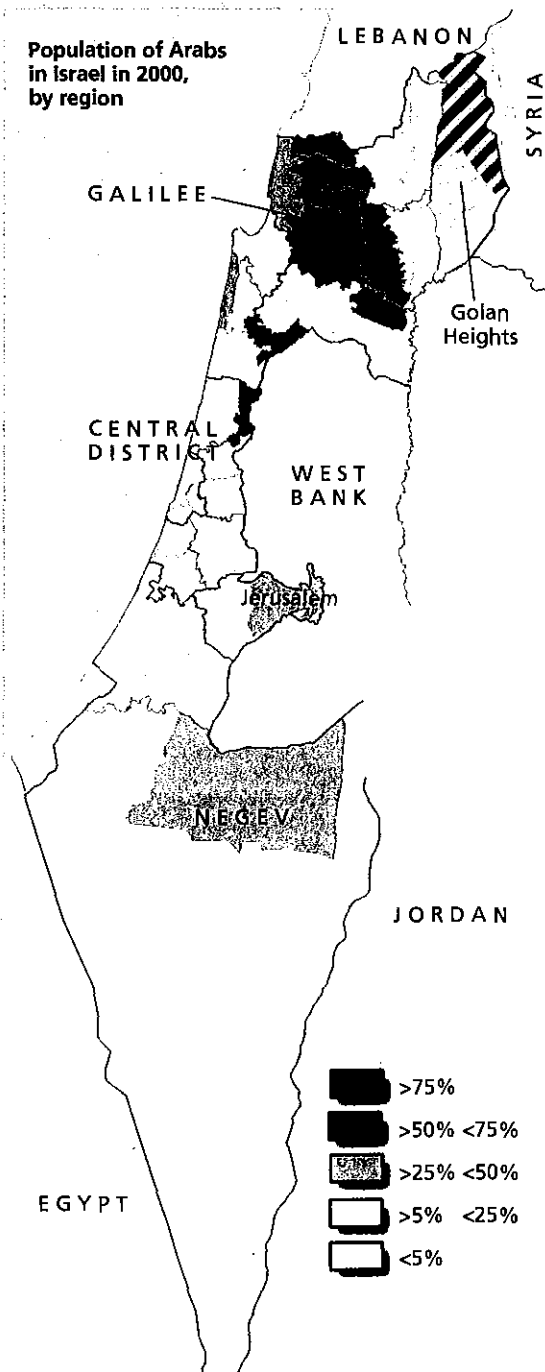 Population of Arabs
in Israel in 2000,
by region
LEBANON
SYRIA
GALILEE
Golan
Heights
CENTRAL
DISTRICT
WEST
BANK
Jerusalem
NEGEV
JORDAN
EGYPT
>75%
>50% <75%
>25% <50%
>5% <25%
<5%